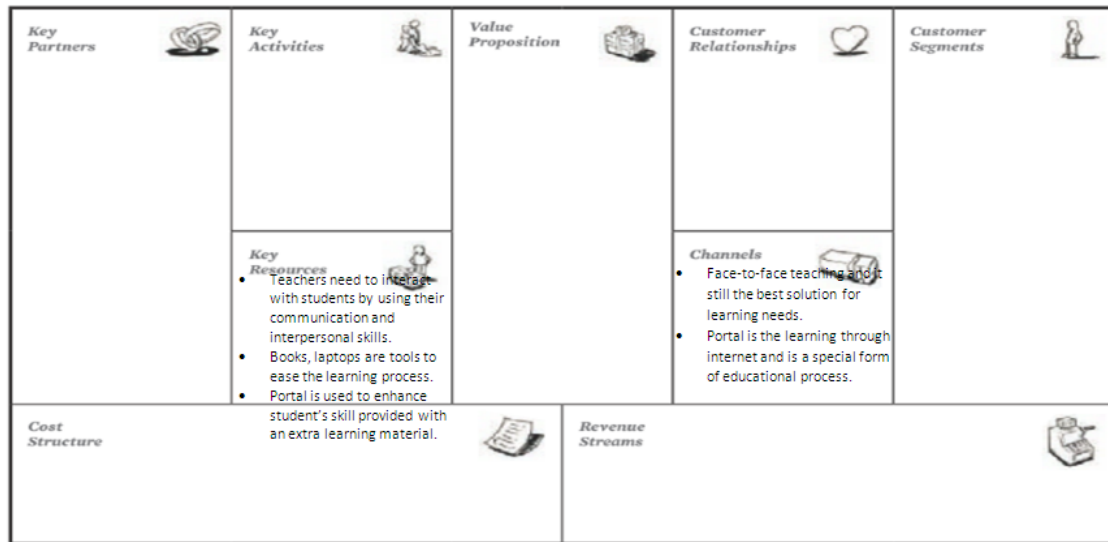 Key
Partners
Key
Activities
Value
Proposition
Customer
Relationships
Customer
Segments
Key
Resources
• Teachers need to interact
with students by using their
communication and
interpersonal skills.
• Books, laptops are tools to
ease the learning process.
• Portal is used to enhance
student's skill provided with
an extra learning material.
Channels
• Face-to-face teaching and it
still the best solution for
learning needs.
• Portal is the learning through
internet and is a special form
of educational process.
Cost
Structure
Revenue
Streams